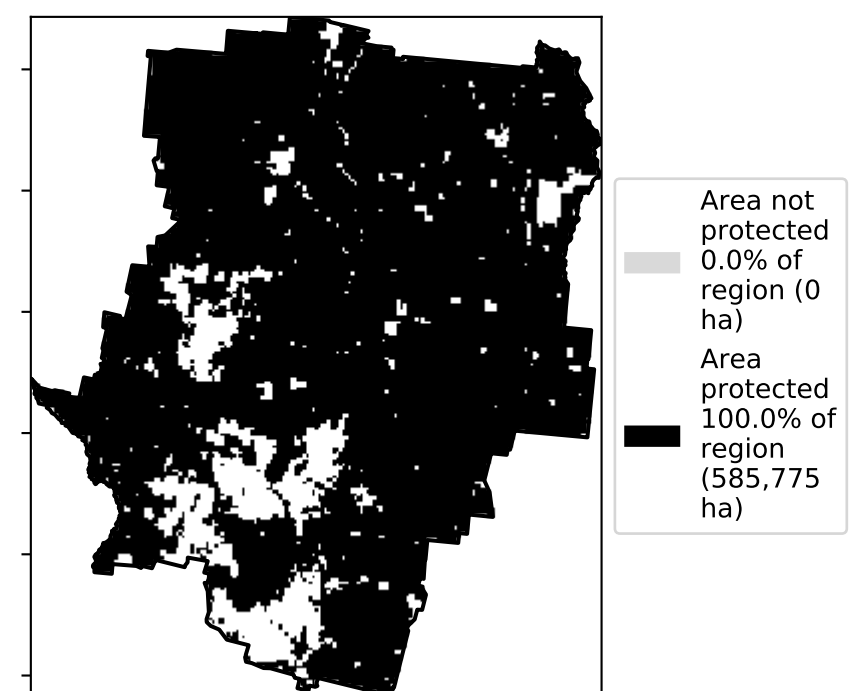 Area not
protected
0.0% of
region (0
ha)
Area
protected
100.0% of
region
(585,775
ha)